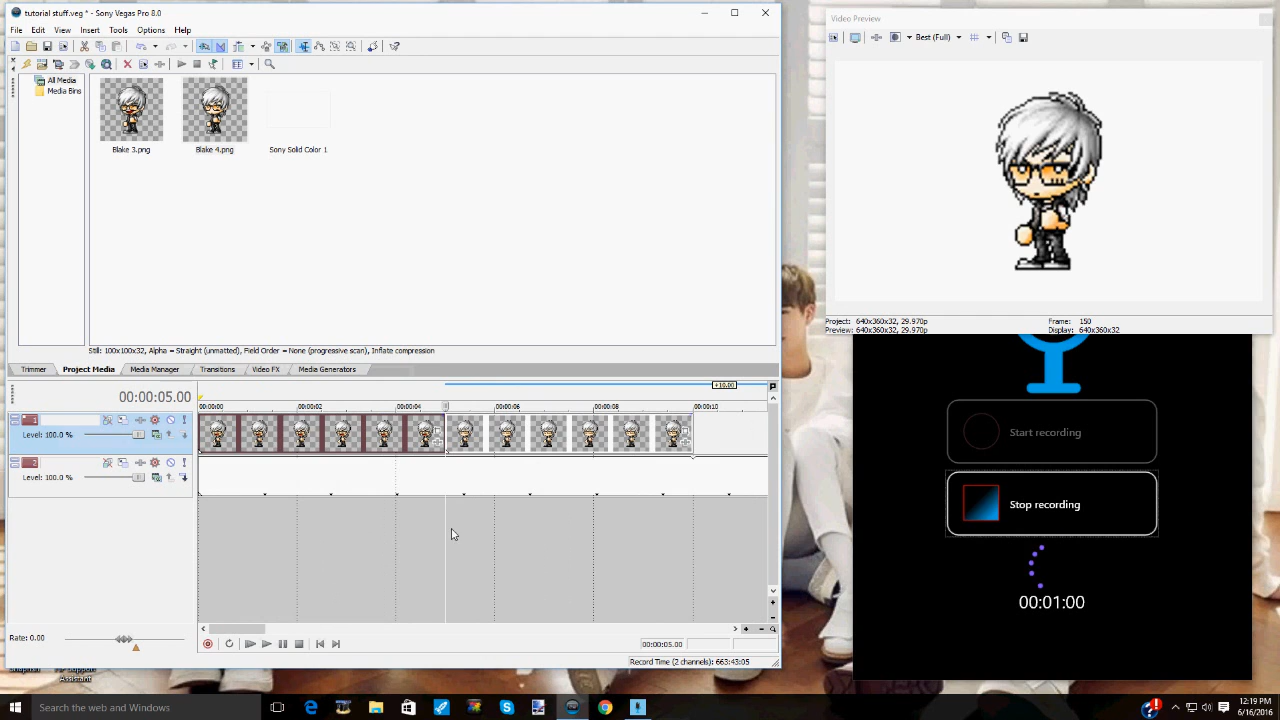 tutorial stuff.veg * - Sony Vegas Pro 8.0
File Edit View Insert Tools Options Help
All Media
Media Bins
Blake 3.png
Blake 4.png
Sony Solid Color 1
Still: 100x100x32, Alpha = Straight (unmatted), Field Order = None (progressive scan), Inflate compression
Trimmer Project Media Media Manager Transitions Video FX Media Generators
00:00:05.00
+10.00
00:00:00 00:00:02 00:00:04 00:00:06 00:00:08 00:00:10
1
Level: 100.0 %
2
Level: 100.0 %
Rate: 0.00
00:00:05.00
Record Time (2 channels): 663:43:05
Video Preview
Best (Full)
Project: 640x360x32, 29.970p
Frame: 150
Preview: 640x360x32, 29.970p
Display: 640x360x32
Start recording
Stop recording
00:01:00
Assistant
Search the web and Windows
12:19 PM
6/16/2016